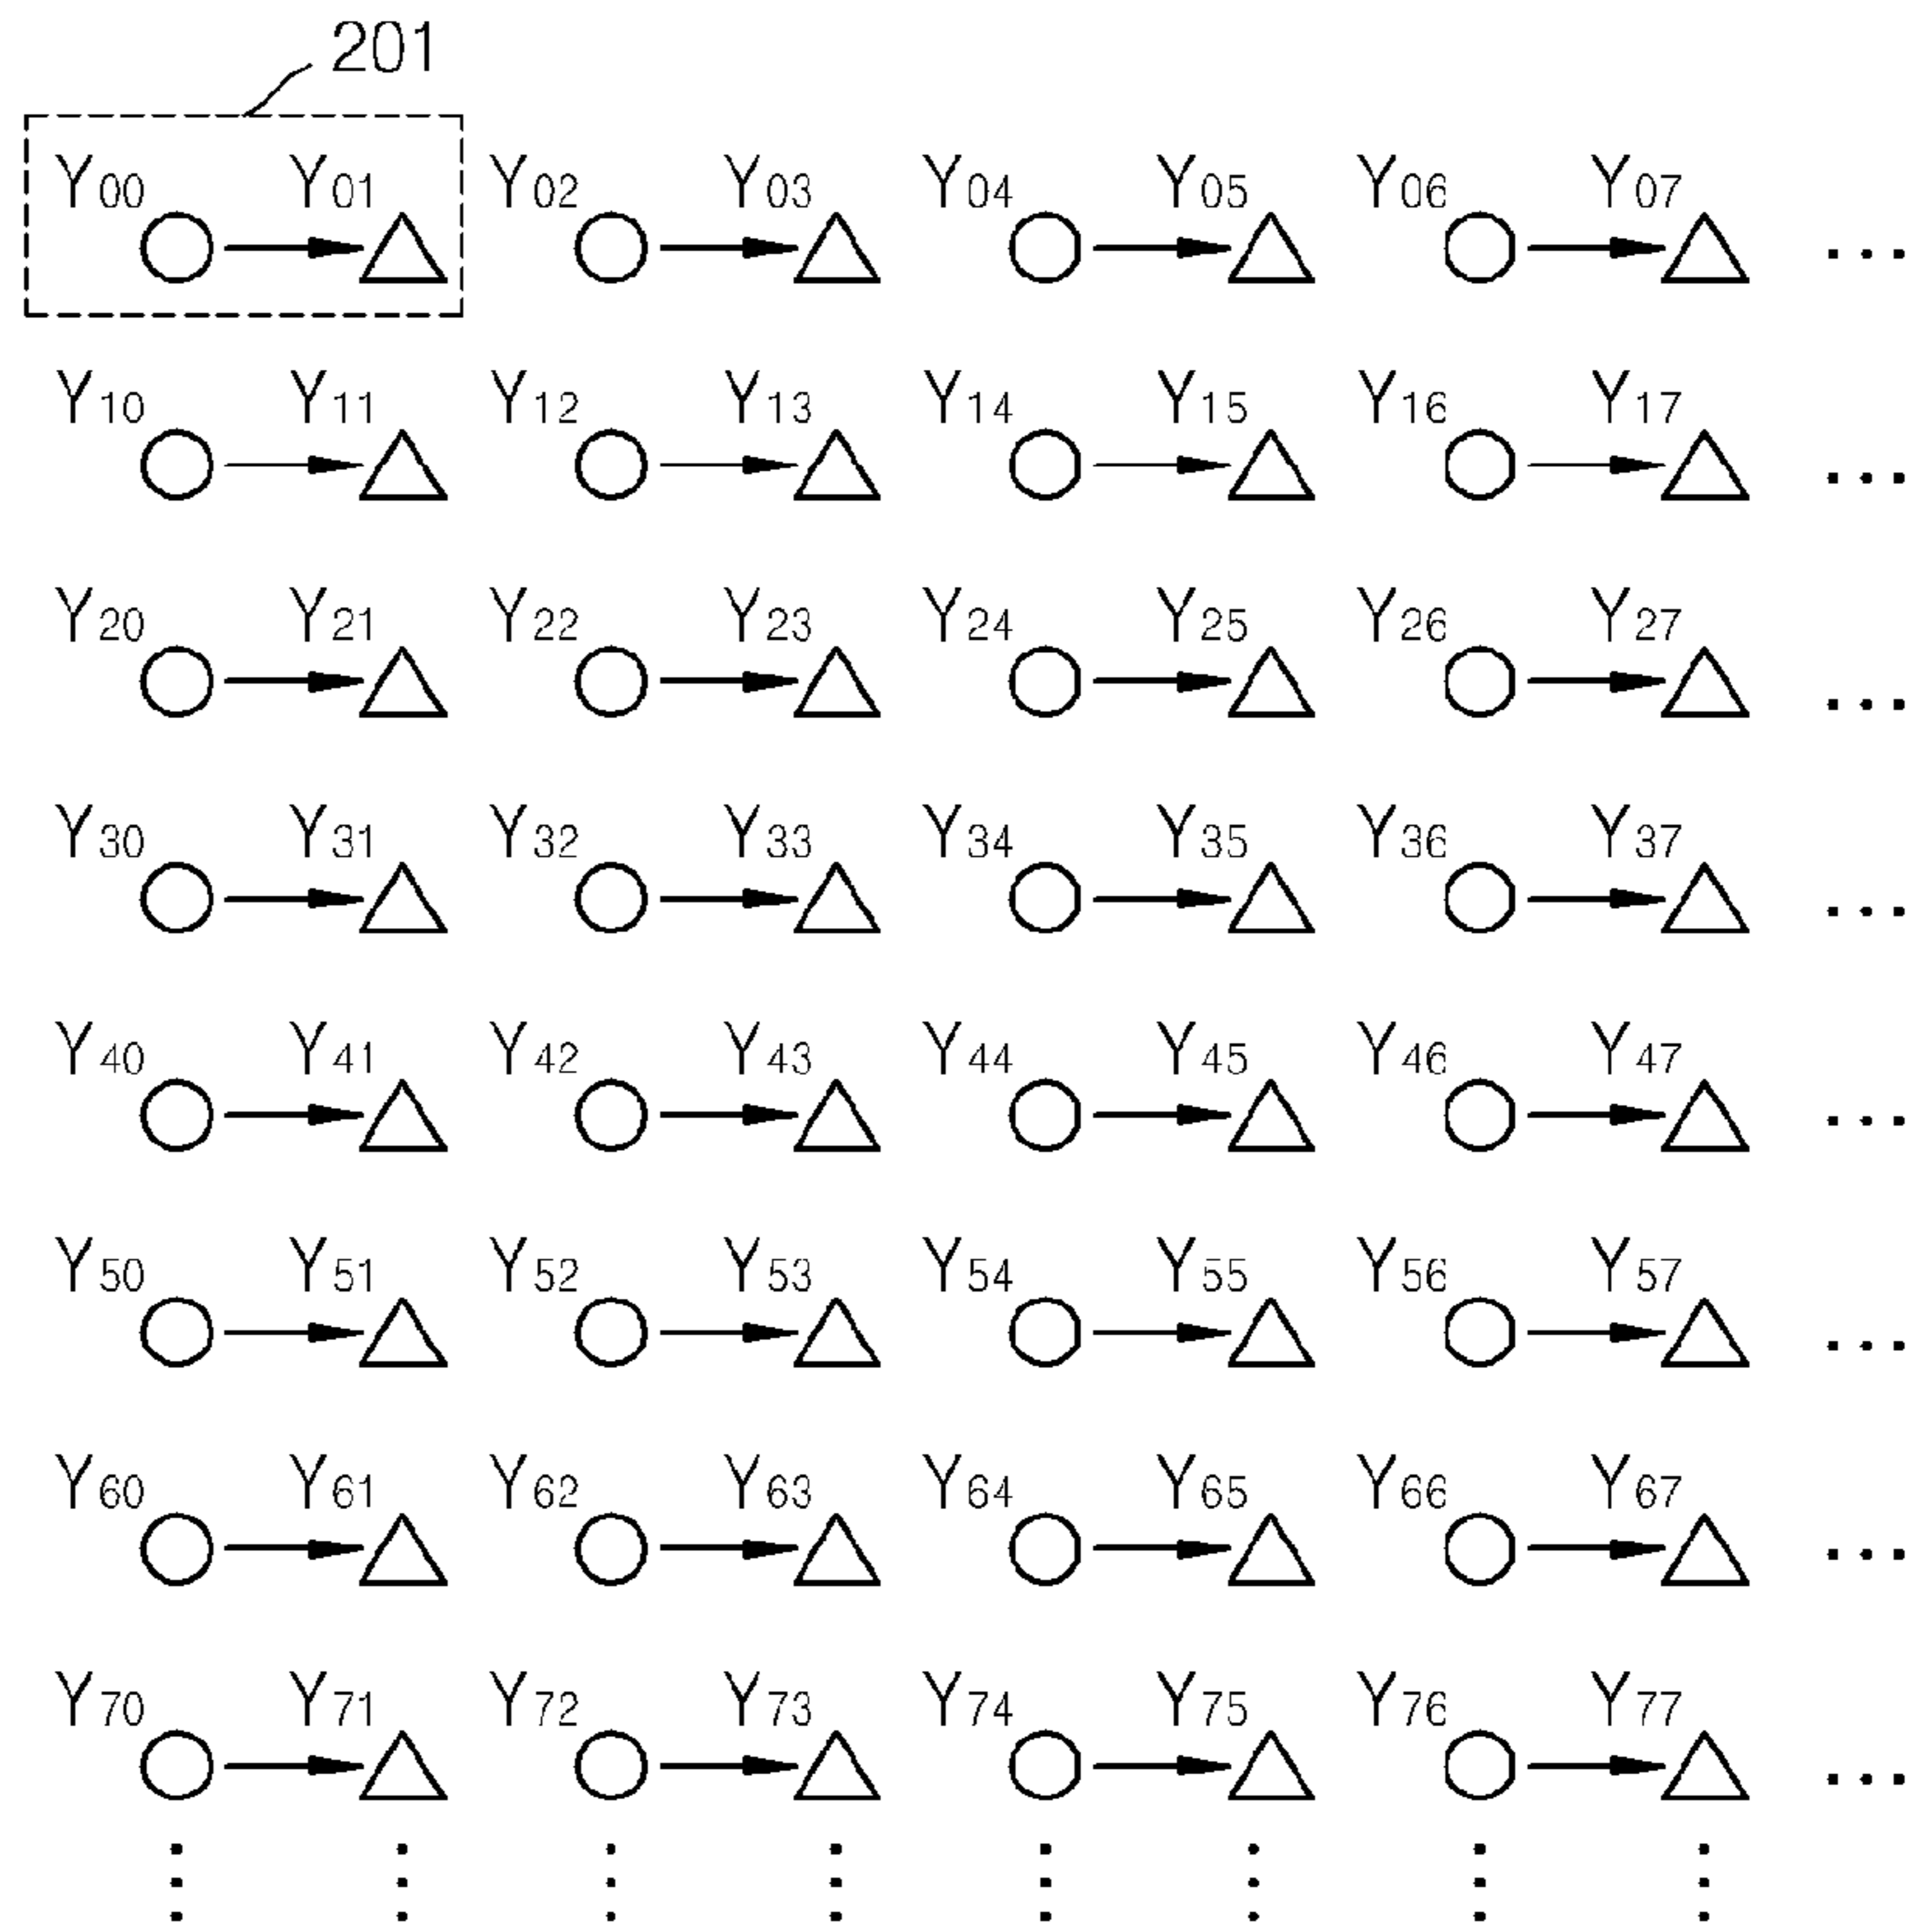 201
Y00 Y01 Y02 Y03 Y04 Y05 Y06 Y07 ...
Y10 Y11 Y12 Y13 Y14 Y15 Y16 Y17 ...
Y20 Y21 Y22 Y23 Y24 Y25 Y26 Y27 ...
Y30 Y31 Y32 Y33 Y34 Y35 Y36 Y37 ...
Y40 Y41 Y42 Y43 Y44 Y45 Y46 Y47 ...
Y50 Y51 Y52 Y53 Y54 Y55 Y56 Y57 ...
Y60 Y61 Y62 Y63 Y64 Y65 Y66 Y67 ...
Y70 Y71 Y72 Y73 Y74 Y75 Y76 Y77 ...